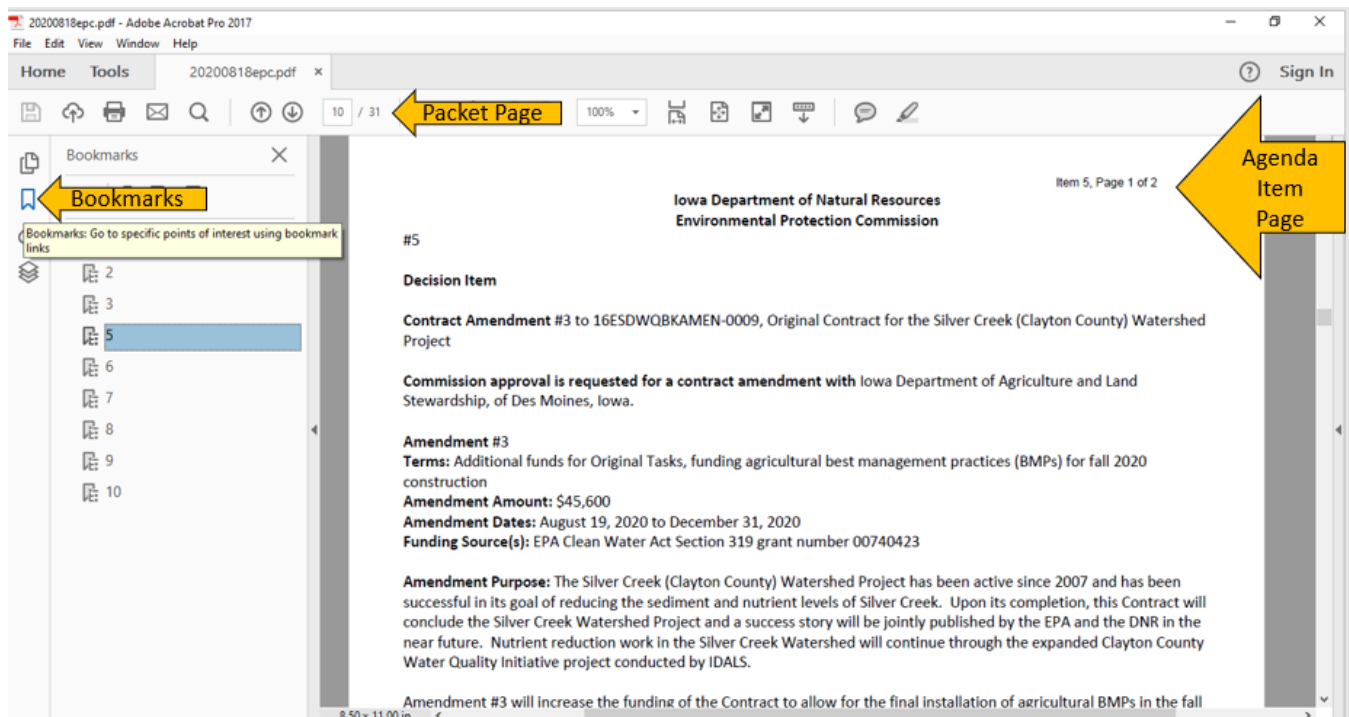 20200818epc.pdf - Adobe Acrobat Pro 2017
File Edit View Window Help
Home Tools 20200818epc.pdf × Sign In
10 / 31 Packet Page 100%
Bookmarks
Bookmarks
Bookmarks: Go to specific points of interest using bookmark
links
2
3
5
6
7
8
9
10
Agenda
Item
Page
Item 5, Page 1 of 2
Iowa Department of Natural Resources
Environmental Protection Commission
#5
Decision Item
Contract Amendment #3 to 16ESDWQBKAMEN-0009, Original Contract for the Silver Creek (Clayton County) Watershed
Project
Commission approval is requested for a contract amendment with Iowa Department of Agriculture and Land
Stewardship, of Des Moines, Iowa.
Amendment #3
Terms: Additional funds for Original Tasks, funding agricultural best management practices (BMPs) for fall 2020
construction
Amendment Amount: $45,600
Amendment Dates: August 19, 2020 to December 31, 2020
Funding Source(s): EPA Clean Water Act Section 319 grant number 00740423
Amendment Purpose: The Silver Creek (Clayton County) Watershed Project has been active since 2007 and has been
successful in its goal of reducing the sediment and nutrient levels of Silver Creek. Upon its completion, this Contract will
conclude the Silver Creek Watershed Project and a success story will be jointly published by the EPA and the DNR in the
near future. Nutrient reduction work in the Silver Creek Watershed will continue through the expanded Clayton County
Water Quality Initiative project conducted by IDALS.
Amendment #3 will increase the funding of the Contract to allow for the final installation of agricultural BMPs in the fall
8.50 x 11.00 in